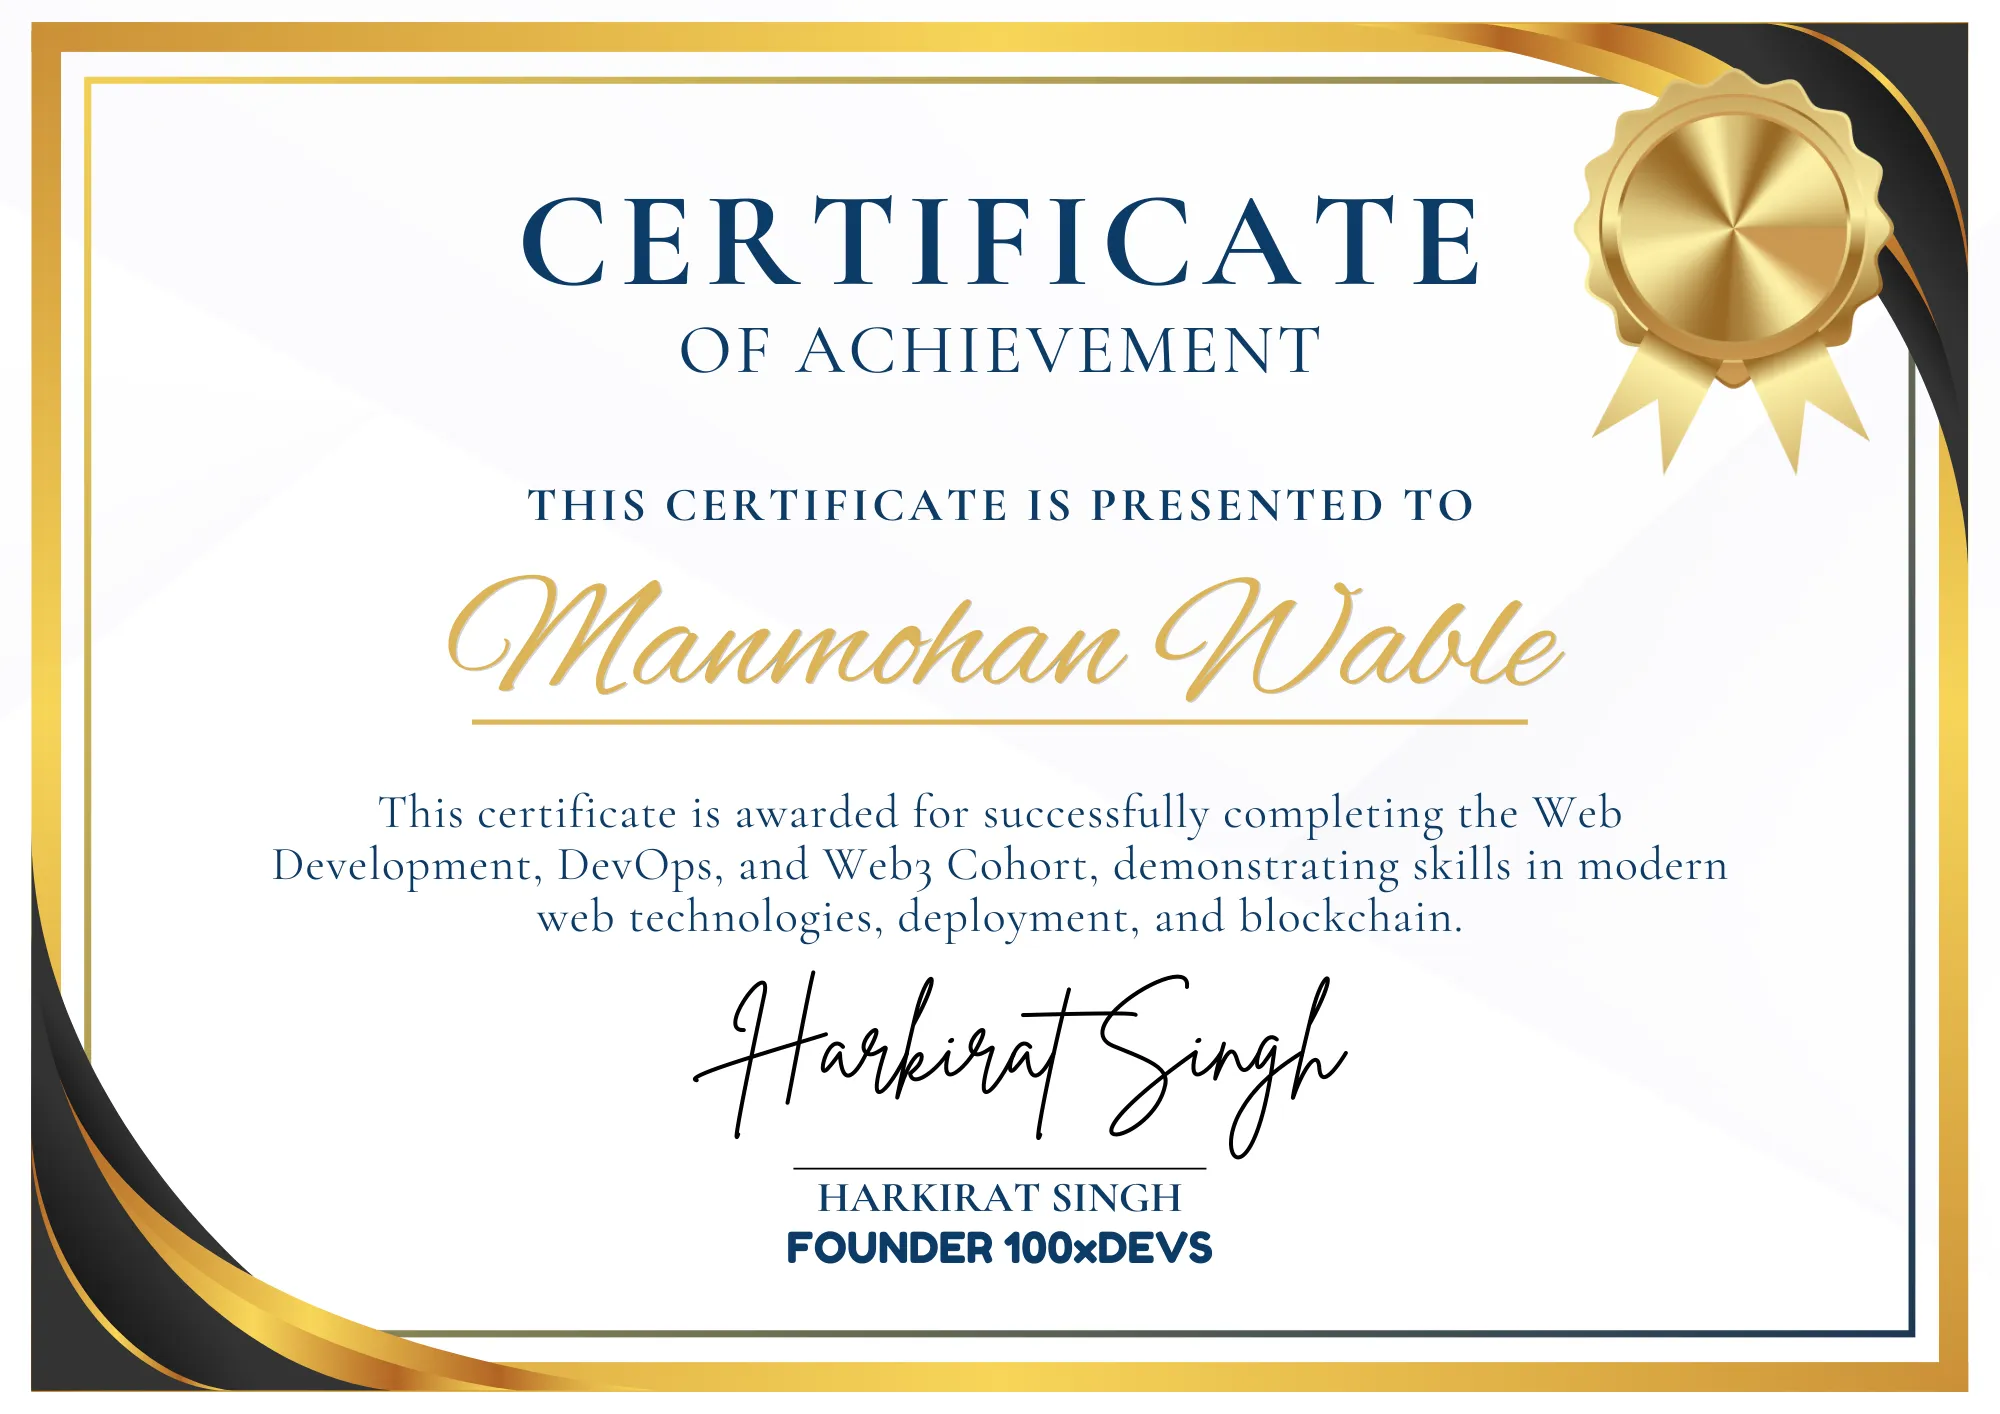 CERTIFICATE
OF ACHIEVEMENT
THIS CERTIFICATE IS PRESENTED TO
Manmohan Wable
This certificate is awarded for successfully completing the Web
Development, DevOps, and Web3 Cohort, demonstrating skills in modern
web technologies, deployment, and blockchain.
Harkirat Singh
HARKIRAT SINGH
FOUNDER 100xDEVS